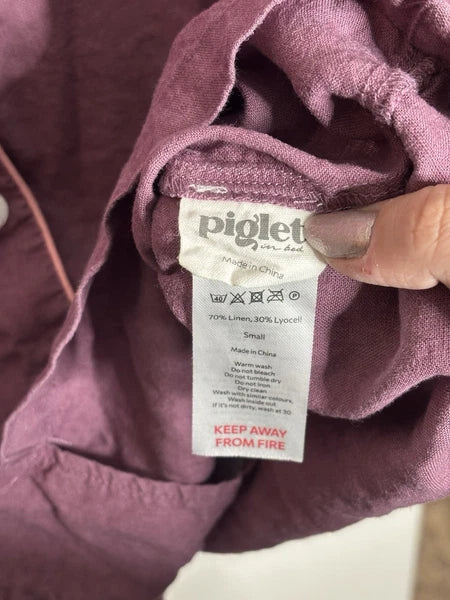 piglet
in bed
Made in China
70% Linen, 30% Lyocell
Small
Made in China
Warm wash
Do not bleach
Do not tumble dry
Do not iron
Dry clean
Wash with similar colours,
Wash inside out
If it's not dirty, wash at 30
KEEP AWAY
FROM FIRE